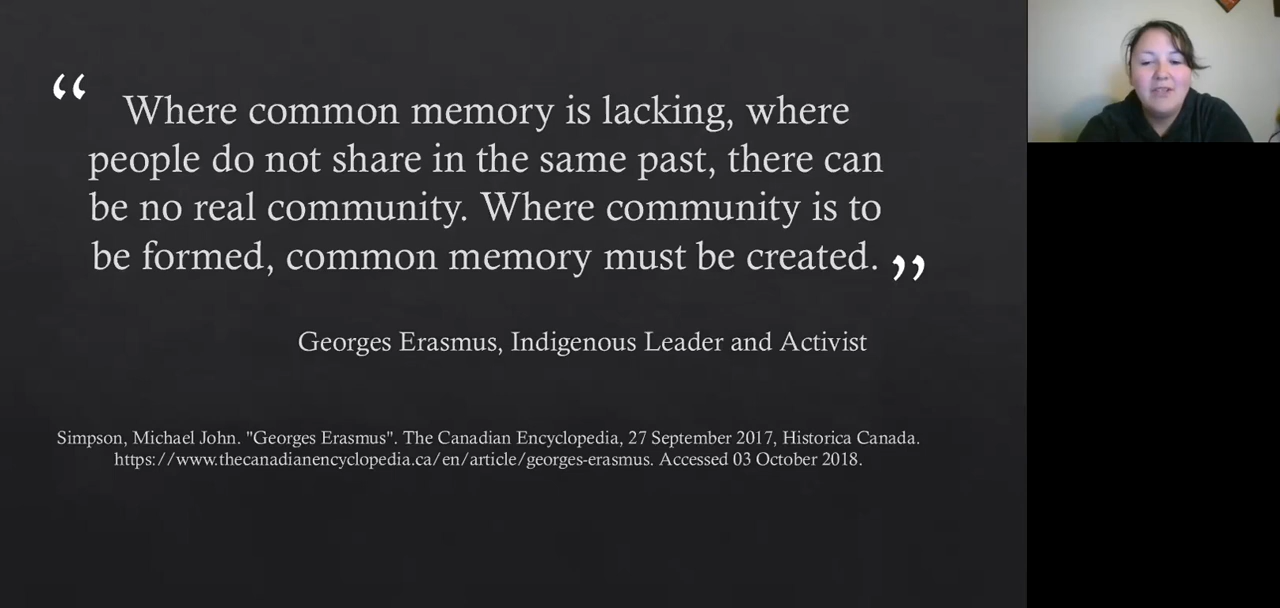 “ Where common memory is lacking, where
people do not share in the same past, there can
be no real community. Where community is to
be formed, common memory must be created. ”
Georges Erasmus, Indigenous Leader and Activist
Simpson, Michael John. "Georges Erasmus". The Canadian Encyclopedia, 27 September 2017, Historica Canada.
https://www.thecanadianencyclopedia.ca/en/article/georges-erasmus. Accessed 03 October 2018.